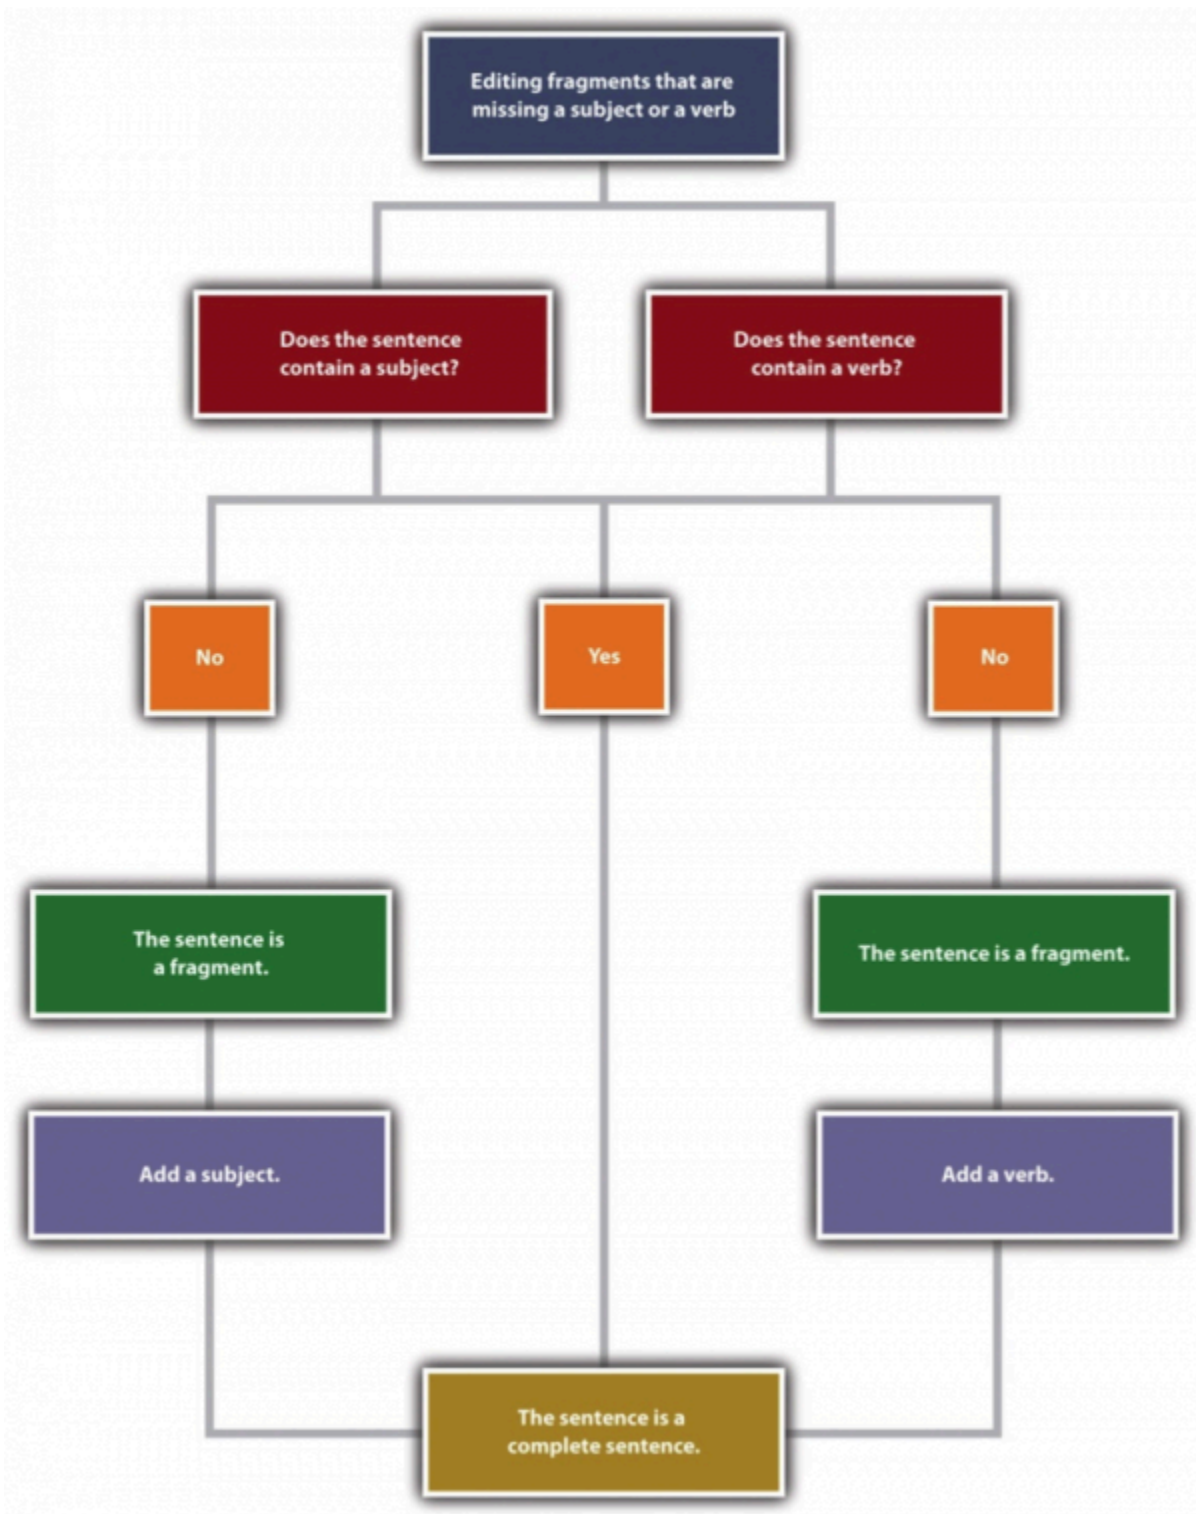 Editing fragments that are
missing a subject or a verb
Does the sentence
contain a subject?
Does the sentence
contain a verb?
No
Yes
No
The sentence is
a fragment.
The sentence is a fragment.
Add a subject.
Add a verb.
The sentence is a
complete sentence.